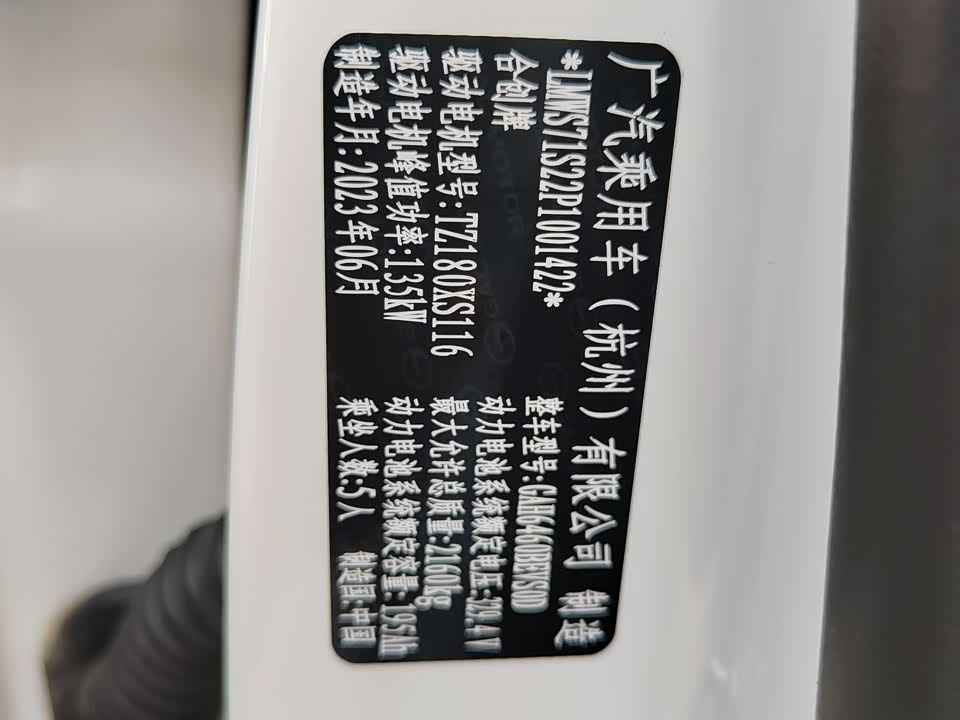 广汽乘用车（杭州）有限公司 制造
*LMWS71S22P1001422*
合创牌 整车型号:GAH6460BEVS0D
驱动电机型号:TZ180XS116 动力电池系统额定电压:329.4V
最大允许总质量:2160kg
驱动电机峰值功率:135kW 动力电池系统额定容量:195Ah
制造年月:2023年06月 乘坐人数:5人 制造国:中国